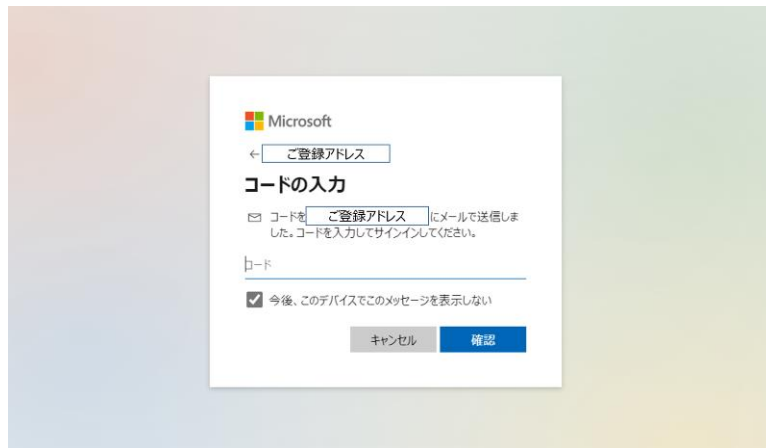 Microsoft
← ご登録アドレス
コードの入力
コードを ご登録アドレス にメールで送信しま
した。コードを入力してサインインしてください。
コード
今後、このデバイスでこのメッセージを表示しない
キャンセル 確認